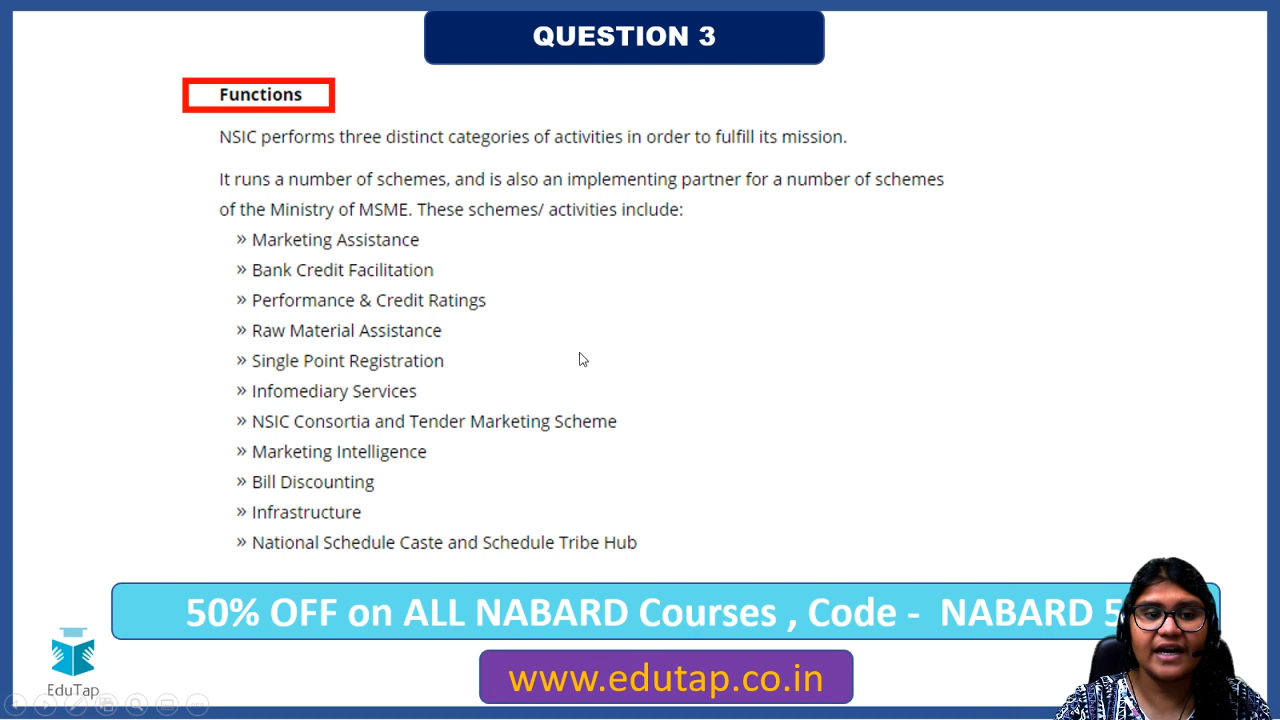 QUESTION 3
Functions
NSIC performs three distinct categories of activities in order to fulfill its mission.
It runs a number of schemes, and is also an implementing partner for a number of schemes
of the Ministry of MSME. These schemes/ activities include:
» Marketing Assistance
» Bank Credit Facilitation
» Performance & Credit Ratings
» Raw Material Assistance
» Single Point Registration
» Infomediary Services
» NSIC Consortia and Tender Marketing Scheme
» Marketing Intelligence
» Bill Discounting
» Infrastructure
» National Schedule Caste and Schedule Tribe Hub
50% OFF on ALL NABARD Courses , Code - NABARD
EduTap
www.edutap.co.in